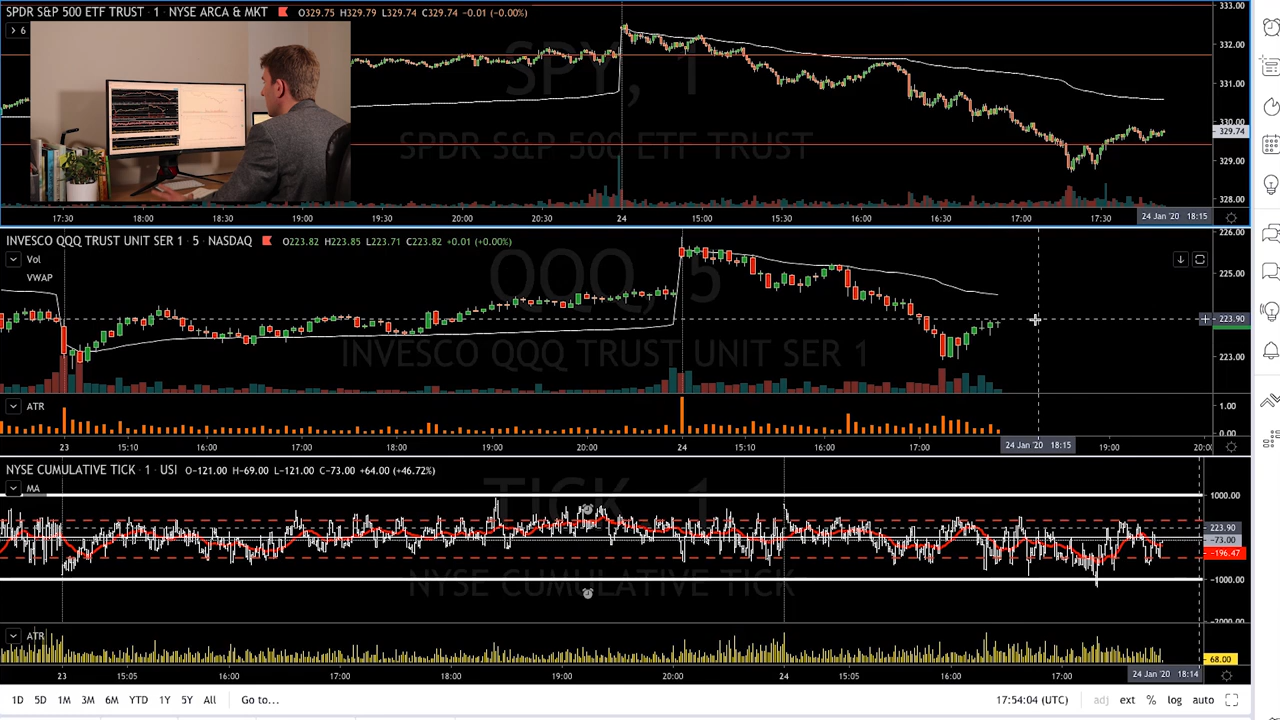 SPDR S&P 500 ETF TRUST · 1 · NYSE ARCA & MKT O329.75 H329.79 L329.74 C329.74 -0.01 (-0.00%)
6
SPY, 1
SPDR S&P 500 ETF TRUST
333.00
332.00
331.00
330.00
329.74
329.00
328.00
17:30 18:00 18:30 19:30 20:00 20:30 24 15:00 15:30 16:00 16:30 17:00 17:30 24 Jan '20 18:15
INVESCO QQQ TRUST UNIT SER 1 · 5 · NASDAQ O223.82 H223.85 L223.71 C223.82 +0.01 (+0.00%)
Vol
VWAP
QQQ, 5
INVESCO QQQ TRUST UNIT SER 1
226.00
225.00
223.90
223.00
ATR
1.00
0.00
23 15:10 16:00 17:00 18:00 19:00 20:00 24 15:10 16:00 17:00 24 Jan '20 18:15 19:00 20:0
NYSE CUMULATIVE TICK · 1 · USI O-121.00 H-69.00 L-121.00 C-73.00 +64.00 (+46.72%)
MA
TICK, 1
NYSE CUMULATIVE TICK
1000.00
223.90
-73.00
-196.47
-1000.00
-2000.00
ATR
68.00
23 15:05 16:00 17:00 18:00 19:00 20:00 24 15:05 16:00 17:00 24 Jan '20 18:14
1D 5D 1M 3M 6M YTD 1Y 5Y All Go to... 17:54:04 (UTC) adj ext % log auto